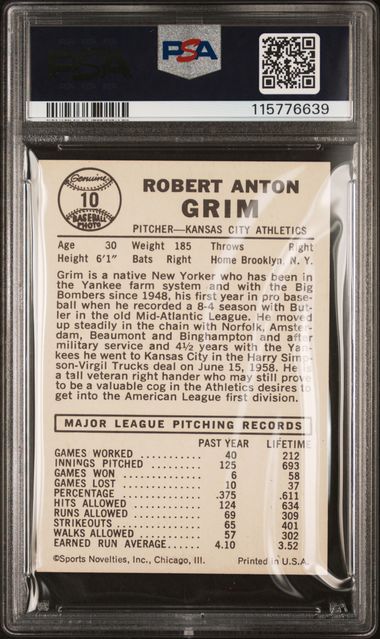 PSA
PSA
115776639
Genuine
10
BASEBALL
PHOTO
ROBERT ANTON
GRIM
PITCHER—KANSAS CITY ATHLETICS
Age 30 Weight 185 Throws Right
Height 6'1" Bats Right Home Brooklyn, N. Y.
Grim is a native New Yorker who has been in
the Yankee farm system and with the Big
Bombers since 1948, his first year in pro base-
ball when he recorded a 8-4 season with But-
ler in the old Mid-Atlantic League. He moved
up steadily in the chain with Norfolk, Amster-
dam, Beaumont and Binghampton and after
military service and 4½ years with the Yan-
kees he went to Kansas City in the Harry Simp-
son-Virgil Trucks deal on June 15, 1958. He is
a tall veteran right hander who may still prove
to be a valuable cog in the Athletics desires to
get into the American League first division.
MAJOR LEAGUE PITCHING RECORDS
PAST YEAR LIFETIME
GAMES WORKED 40 212
INNINGS PITCHED 125 693
GAMES WON 6 58
GAMES LOST 10 37
PERCENTAGE .375 .611
HITS ALLOWED 124 634
RUNS ALLOWED 69 309
STRIKEOUTS 65 401
WALKS ALLOWED 57 302
EARNED RUN AVERAGE 4.10 3.52
©Sports Novelties, Inc., Chicago, Ill. Printed in U.S.A.